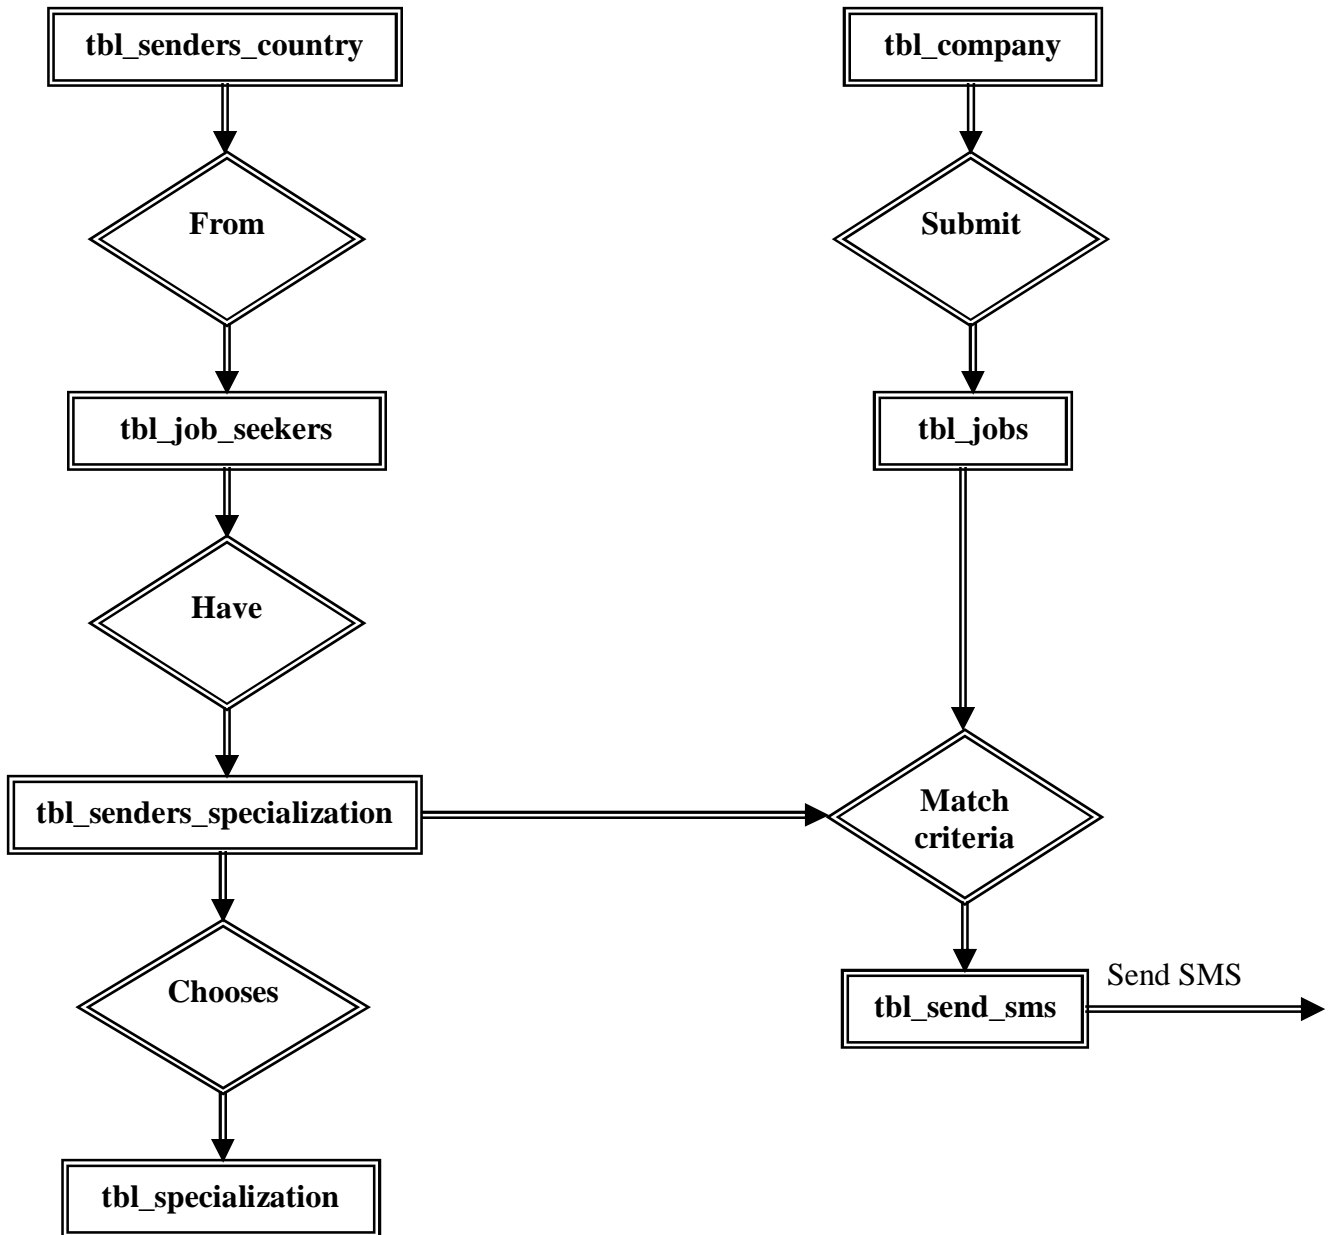 tbl_senders_country
tbl_company
From
Submit
tbl_job_seekers
tbl_jobs
Have
tbl_senders_specialization
Match
criteria
Chooses
Send SMS
tbl_send_sms
tbl_specialization